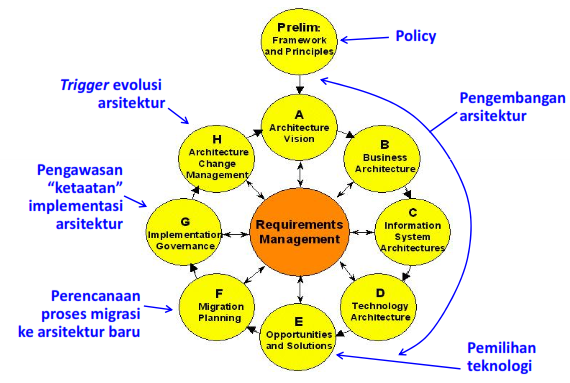 Prelim:
Framework
and Principles
Policy
Trigger evolusi
arsitektur
Pengembangan
arsitektur
A
Architecture
Vision
H
Architecture
Change
Management
B
Business
Architecture
Pengawasan
“ketaatan”
implementasi
arsitektur
G
Implementation
Governance
Requirements
Management
C
Information
System
Architectures
Perencanaan
proses migrasi
ke arsitektur baru
F
Migration
Planning
D
Technology
Architecture
E
Opportunities
and Solutions
Pemilihan
teknologi